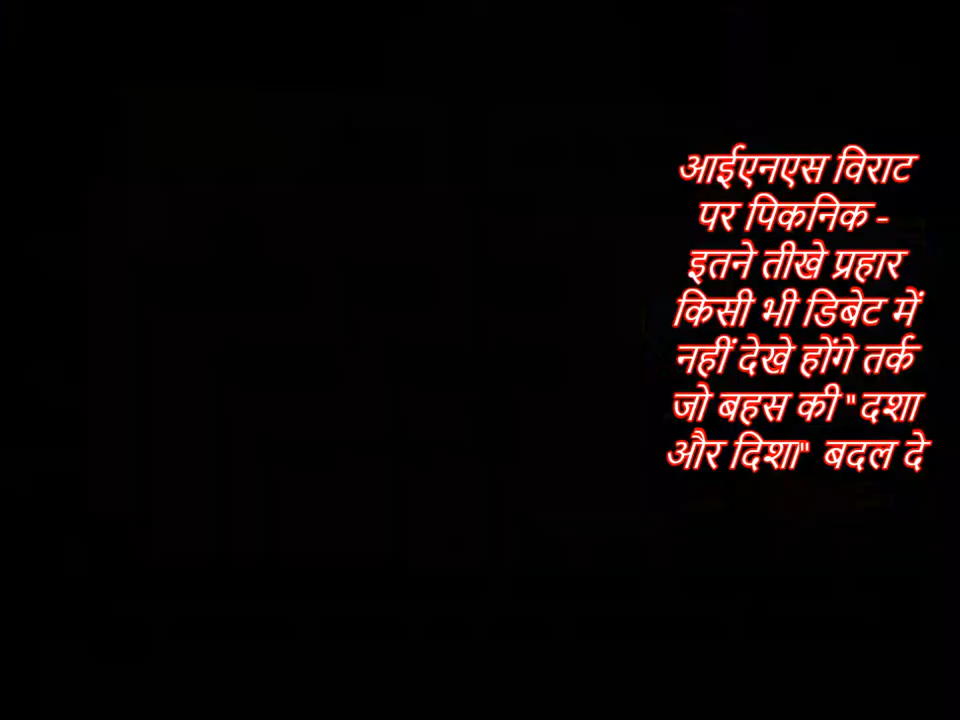 आईएनएस विराट
पर पिकनिक -
इतने तीखे प्रहार
किसी भी डिबेट में
नहीं देखे होंगे तर्क
जो बहस की "दशा
और दिशा" बदल दे